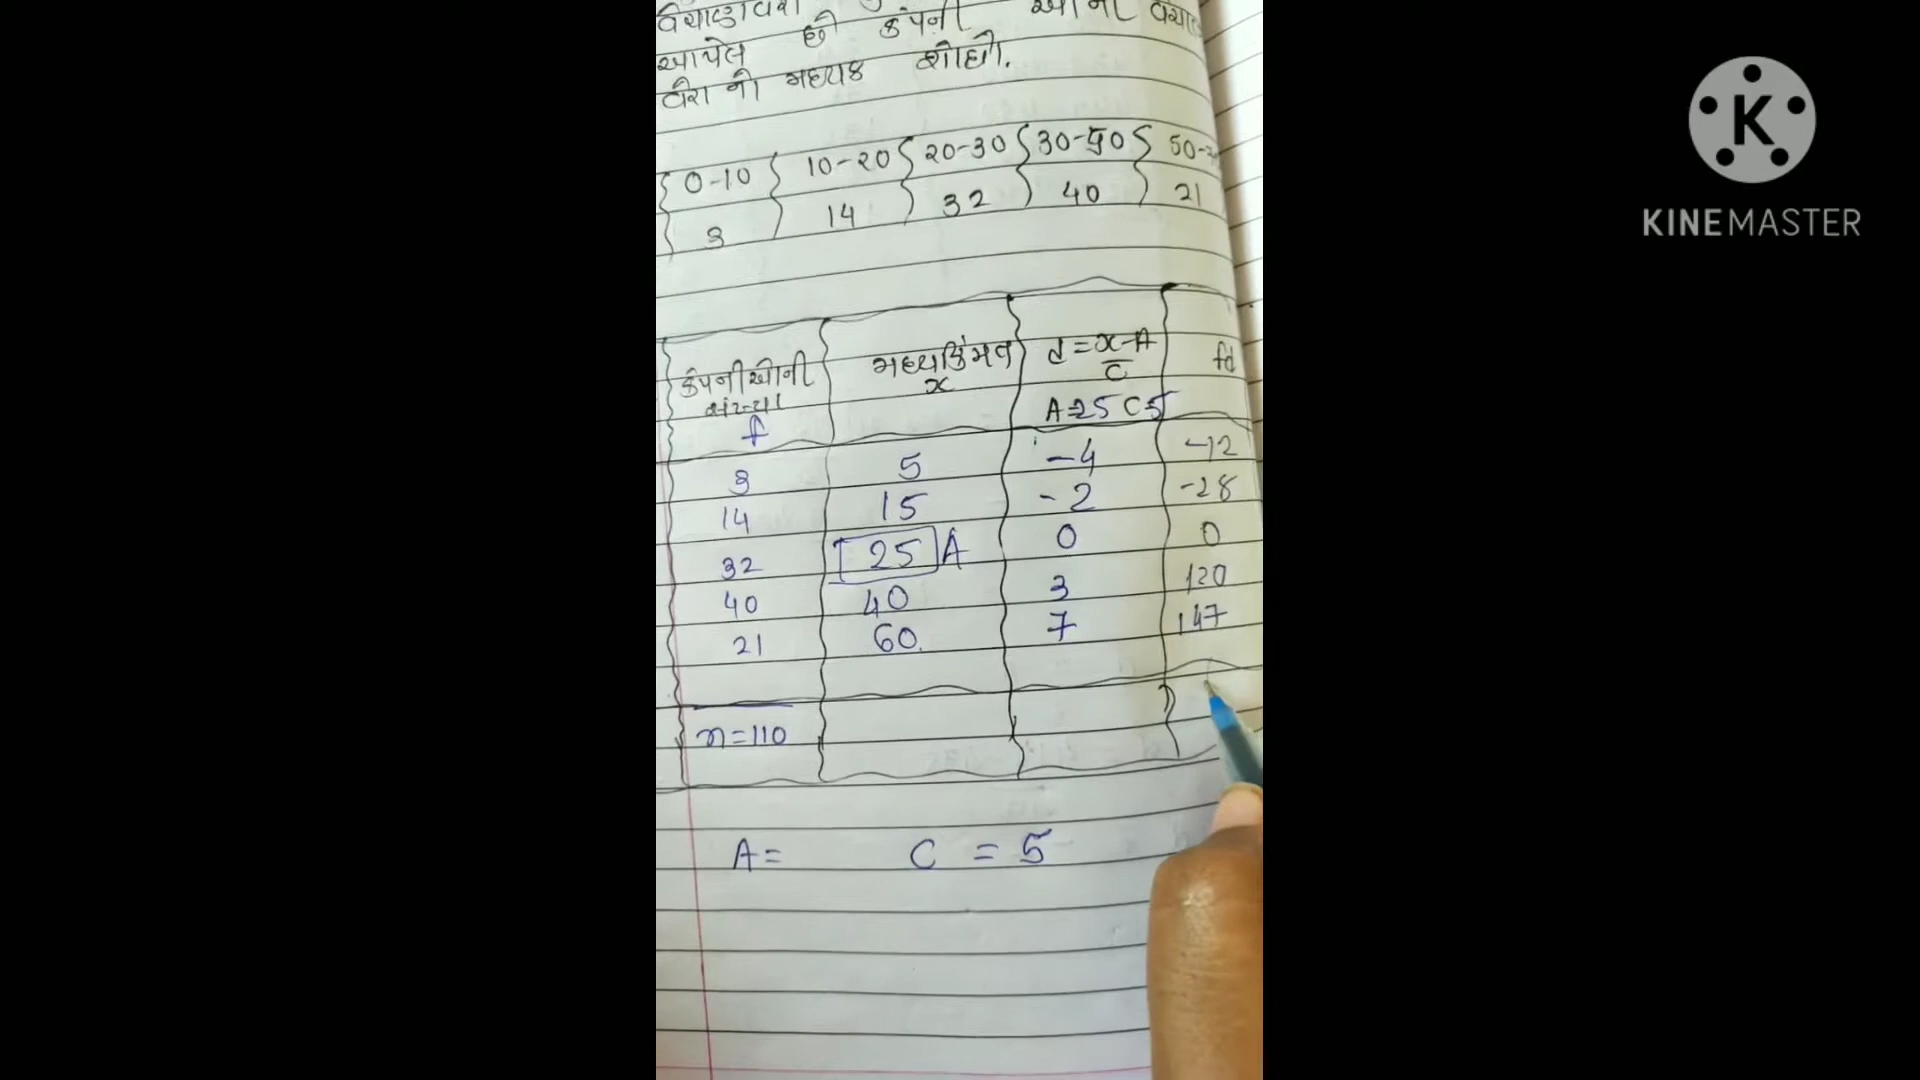 આપેલ છે કંપની
વેરા નો મધ્યક શોધો.
0-10 10-20 20-30 30-50 50-
3 14 32 40 21
કંપનીઓની સંખ્યા f મધ્યકિંમત x d = x-A / C A=25 C=5 fd
3 5 -4 -12
14 15 -2 -28
32 25 A 0 0
40 40 3 120
21 60. 7 147
n=110
A= C = 5
K
KINEMASTER